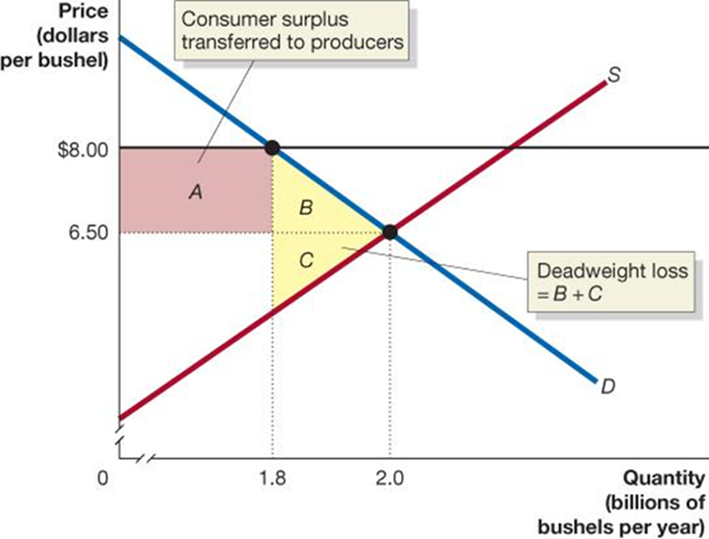 Price
(dollars
per bushel)
Consumer surplus
transferred to producers
S
$8.00
A
B
6.50
C
Deadweight loss
= B + C
D
0
1.8
2.0
Quantity
(billions of
bushels per year)